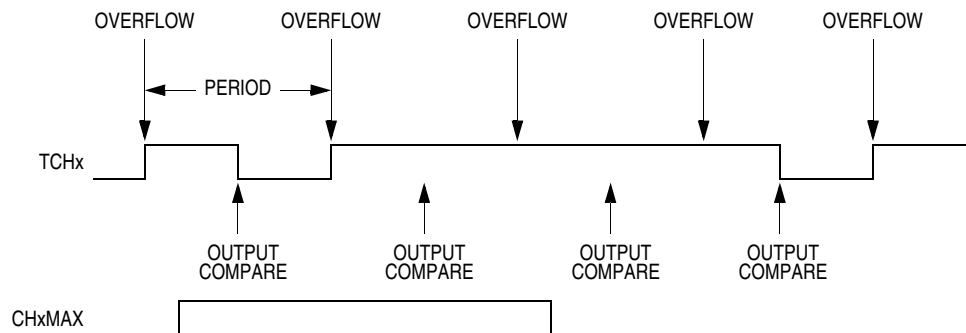 OVERFLOW OVERFLOW OVERFLOW OVERFLOW OVERFLOW
PERIOD
TCHx
OUTPUT COMPARE
OUTPUT COMPARE
OUTPUT COMPARE
OUTPUT COMPARE
CHxMAX